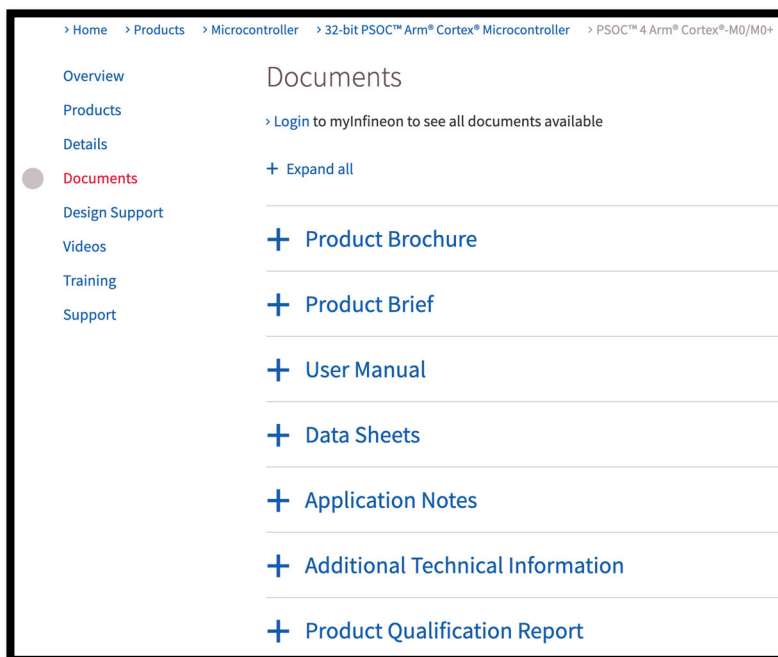 > Home > Products > Microcontroller > 32-bit PSOC™ Arm® Cortex® Microcontroller > PSOC™ 4 Arm® Cortex®-M0/M0+
Overview
Products
Details
Documents
Design Support
Videos
Training
Support
Documents
> Login to myInfineon to see all documents available
+ Expand all
+ Product Brochure
+ Product Brief
+ User Manual
+ Data Sheets
+ Application Notes
+ Additional Technical Information
+ Product Qualification Report